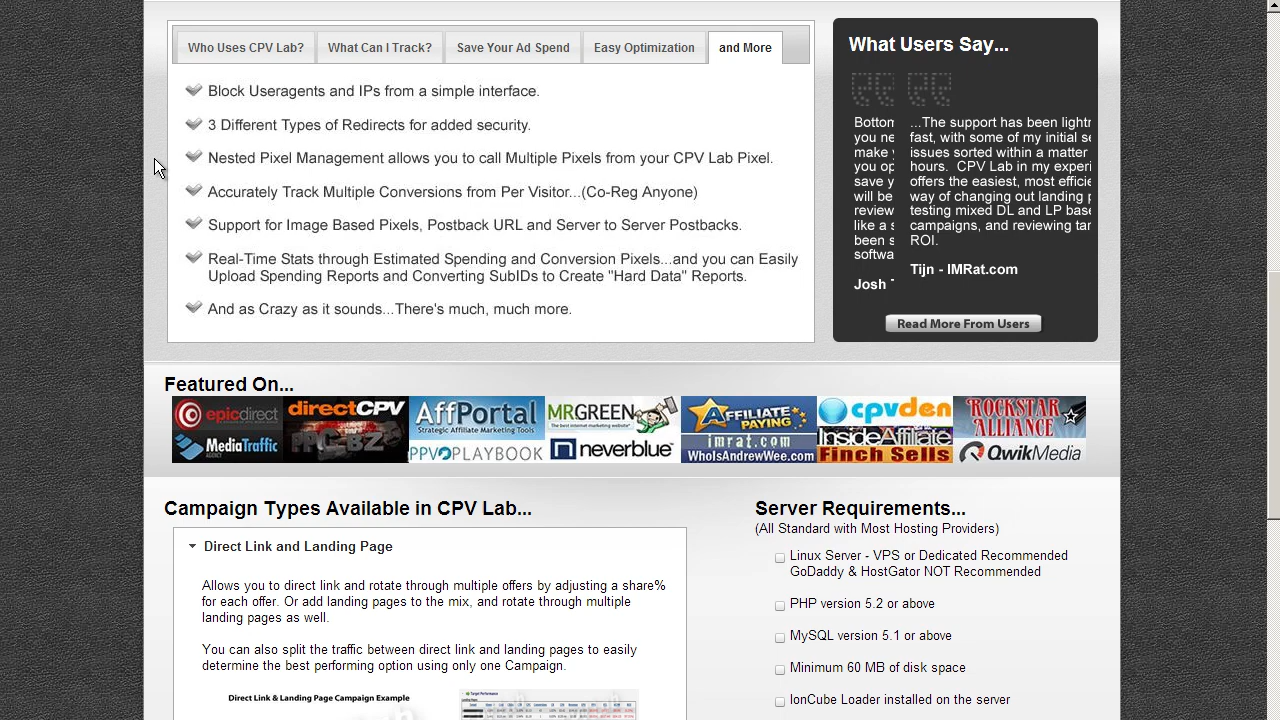 Who Uses CPV Lab?
What Can I Track?
Save Your Ad Spend
Easy Optimization
and More
Block Useragents and IPs from a simple interface.
3 Different Types of Redirects for added security.
Nested Pixel Management allows you to call Multiple Pixels from your CPV Lab Pixel.
Accurately Track Multiple Conversions from Per Visitor...(Co-Reg Anyone)
Support for Image Based Pixels, Postback URL and Server to Server Postbacks.
Real-Time Stats through Estimated Spending and Conversion Pixels...and you can Easily
Upload Spending Reports and Converting SubIDs to Create "Hard Data" Reports.
And as Crazy as it sounds...There's much, much more.
What Users Say...
Bottom
you ne
make y
you op
save y
will be
review
like a s
been s
softwa
Josh
...The support has been lightn
fast, with some of my initial se
issues sorted within a matter
hours.  CPV Lab in my experi
offers the easiest, most efficie
way of changing out landing p
testing mixed DL and LP base
campaigns, and reviewing tar
ROI.
Tijn - IMRat.com
Read More From Users
Featured On...
epicdirect
MediaTraffic
directCPV
AffPortal
Strategic Affiliate Marketing Tools
PPVPLAYBOOK
MRGREEN
The best internet marketing website!
neverblue
AFFILIATE
PAYING
imrat.com
WhoIsAndrewWee.com
cpvden
InsideAffiliate
Finch Sells
ROCKSTAR
ALLIANCE
QwikMedia
Campaign Types Available in CPV Lab...
Direct Link and Landing Page
Allows you to direct link and rotate through multiple offers by adjusting a share%
for each offer. Or add landing pages to the mix, and rotate through multiple
landing pages as well.
You can also split the traffic between direct link and landing pages to easily
determine the best performing option using only one Campaign.
Direct Link & Landing Page Campaign Example
Target Performance
Server Requirements...
(All Standard with Most Hosting Providers)
Linux Server - VPS or Dedicated Recommended
GoDaddy & HostGator NOT Recommended
PHP version 5.2 or above
MySQL version 5.1 or above
Minimum 60 MB of disk space
IonCube Loader installed on the server